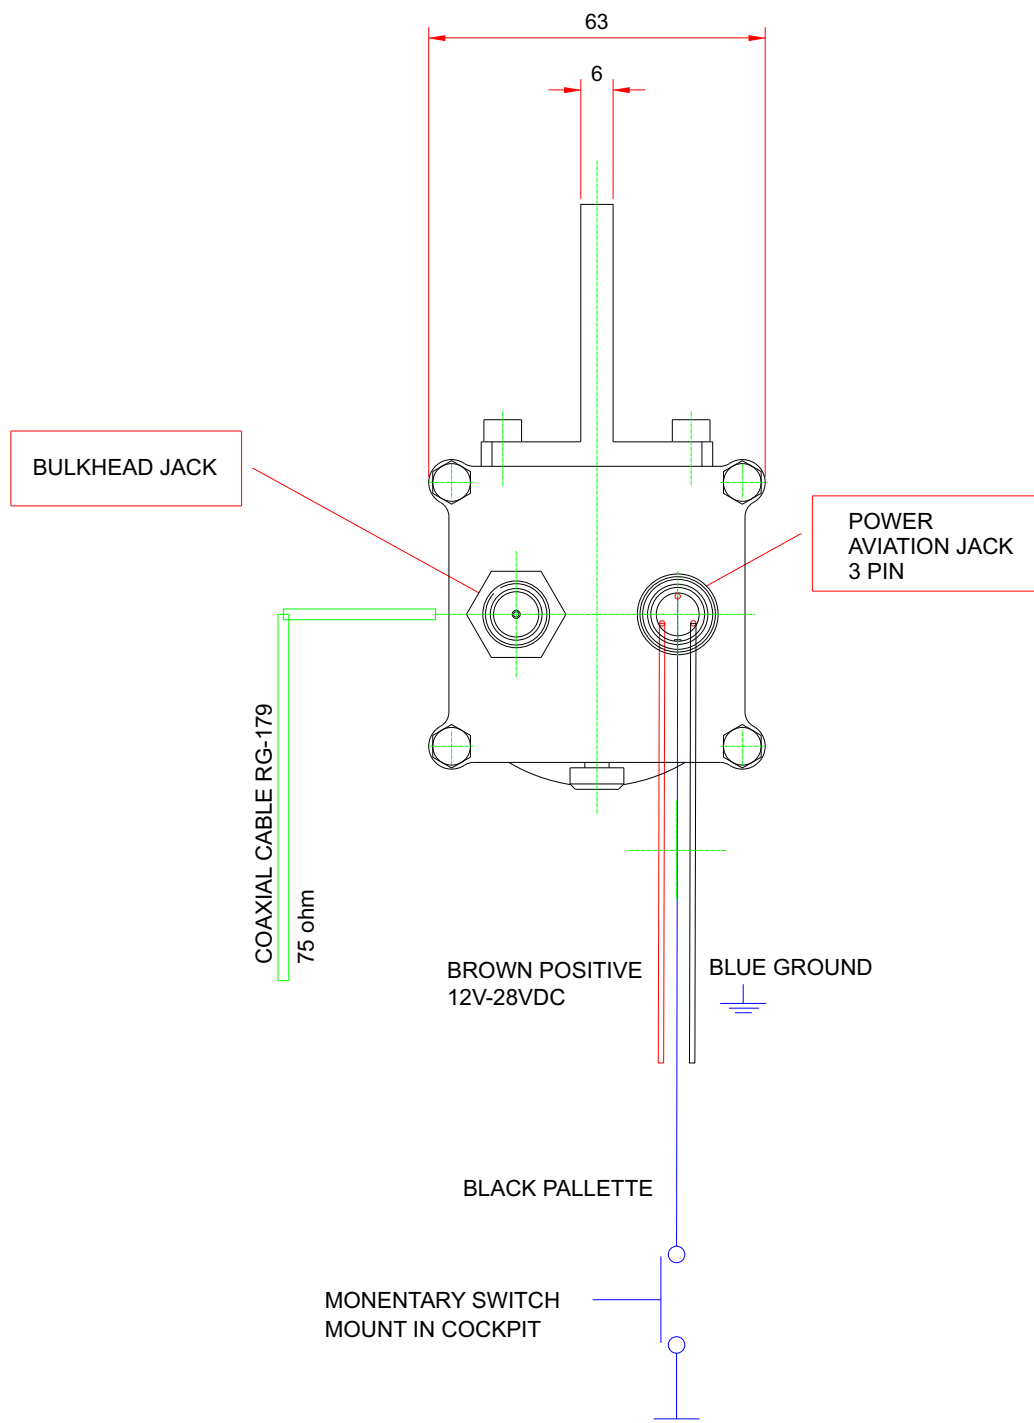 63
6
BULKHEAD JACK
POWER
AVIATION JACK
3 PIN
COAXIAL CABLE RG-179
75 ohm
BROWN POSITIVE
12V-28VDC
BLUE GROUND
BLACK PALLETTE
MONENTARY SWITCH
MOUNT IN COCKPIT